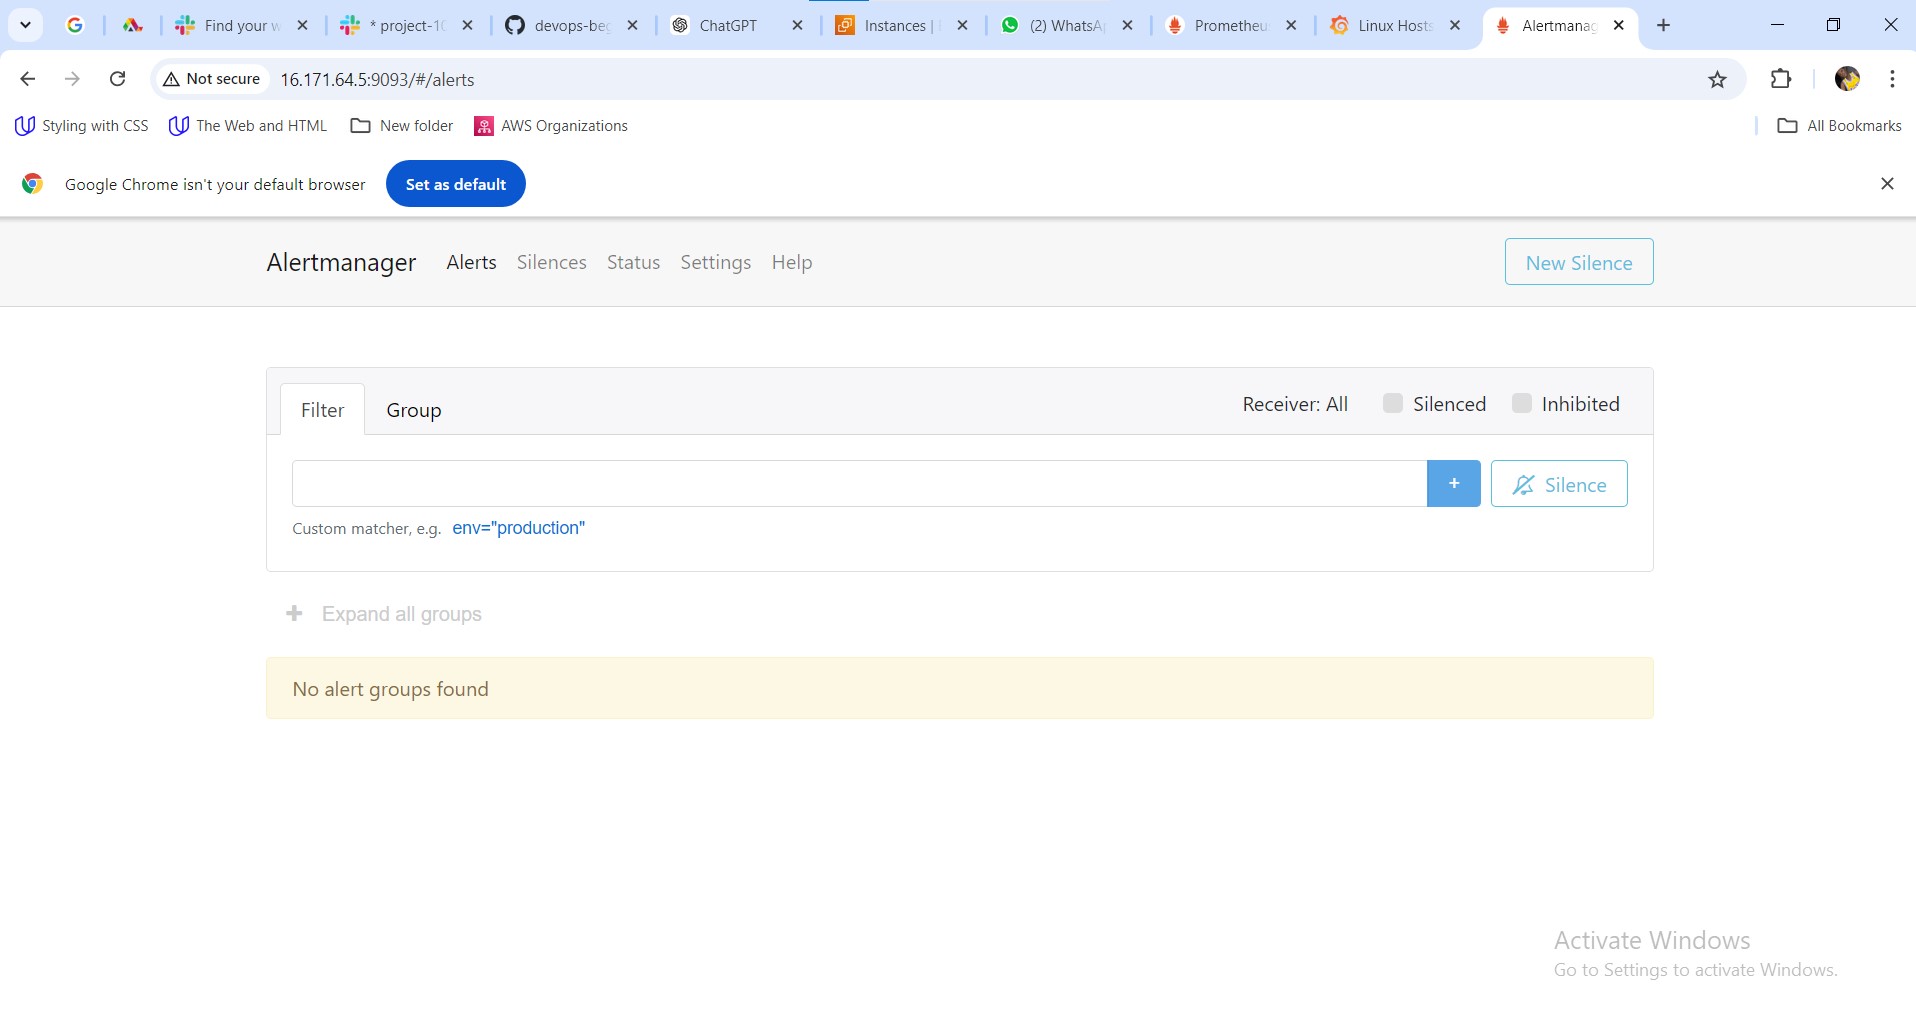 Find your w
* project-10
devops-beg
ChatGPT
Instances |
(2) WhatsAp
Prometheu
Linux Hosts
Alertmanag
Not secure
16.171.64.5:9093/#/alerts
Styling with CSS
The Web and HTML
New folder
AWS Organizations
All Bookmarks
Google Chrome isn't your default browser
Set as default
Alertmanager
Alerts
Silences
Status
Settings
Help
New Silence
Filter
Group
Receiver: All
Silenced
Inhibited
+
Silence
Custom matcher, e.g. env="production"
+ Expand all groups
No alert groups found
Activate Windows
Go to Settings to activate Windows.